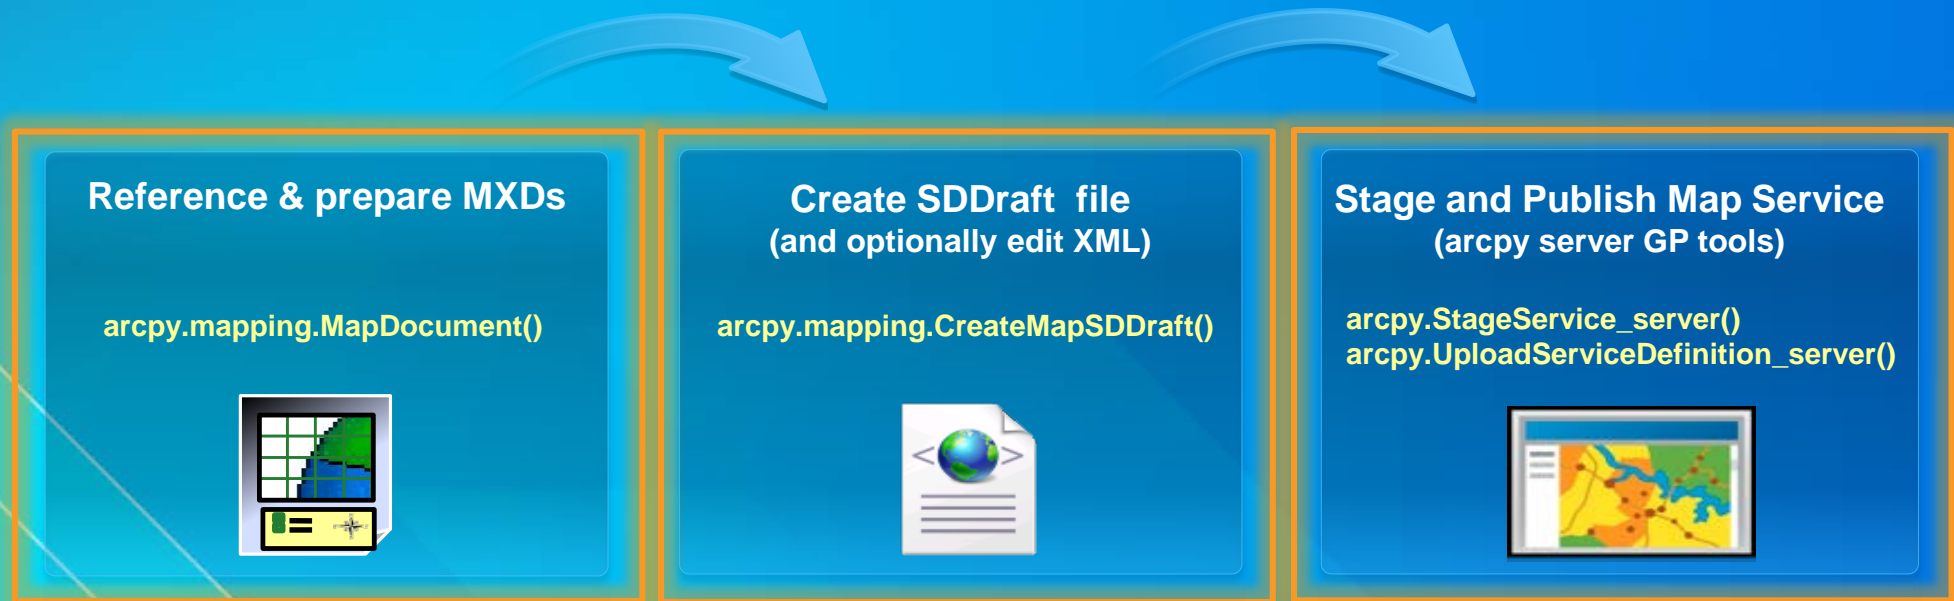 Reference & prepare MXDs
arcpy.mapping.MapDocument()
Create SDDraft file
(and optionally edit XML)
arcpy.mapping.CreateMapSDDraft()
Stage and Publish Map Service
(arcpy server GP tools)
arcpy.StageService_server()
arcpy.UploadServiceDefinition_server()